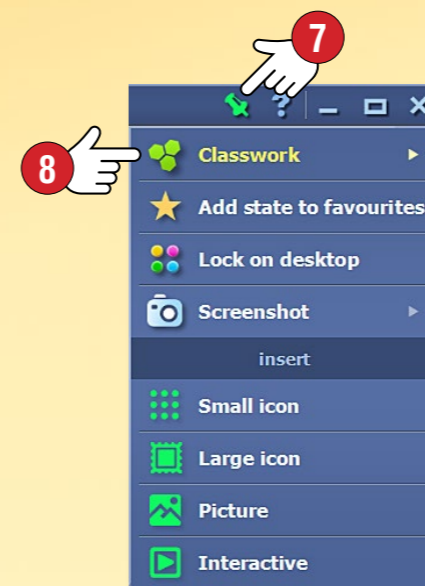 7
?
8
Classwork
Add state to favourites
Lock on desktop
Screenshot
insert
Small icon
Large icon
Picture
Interactive